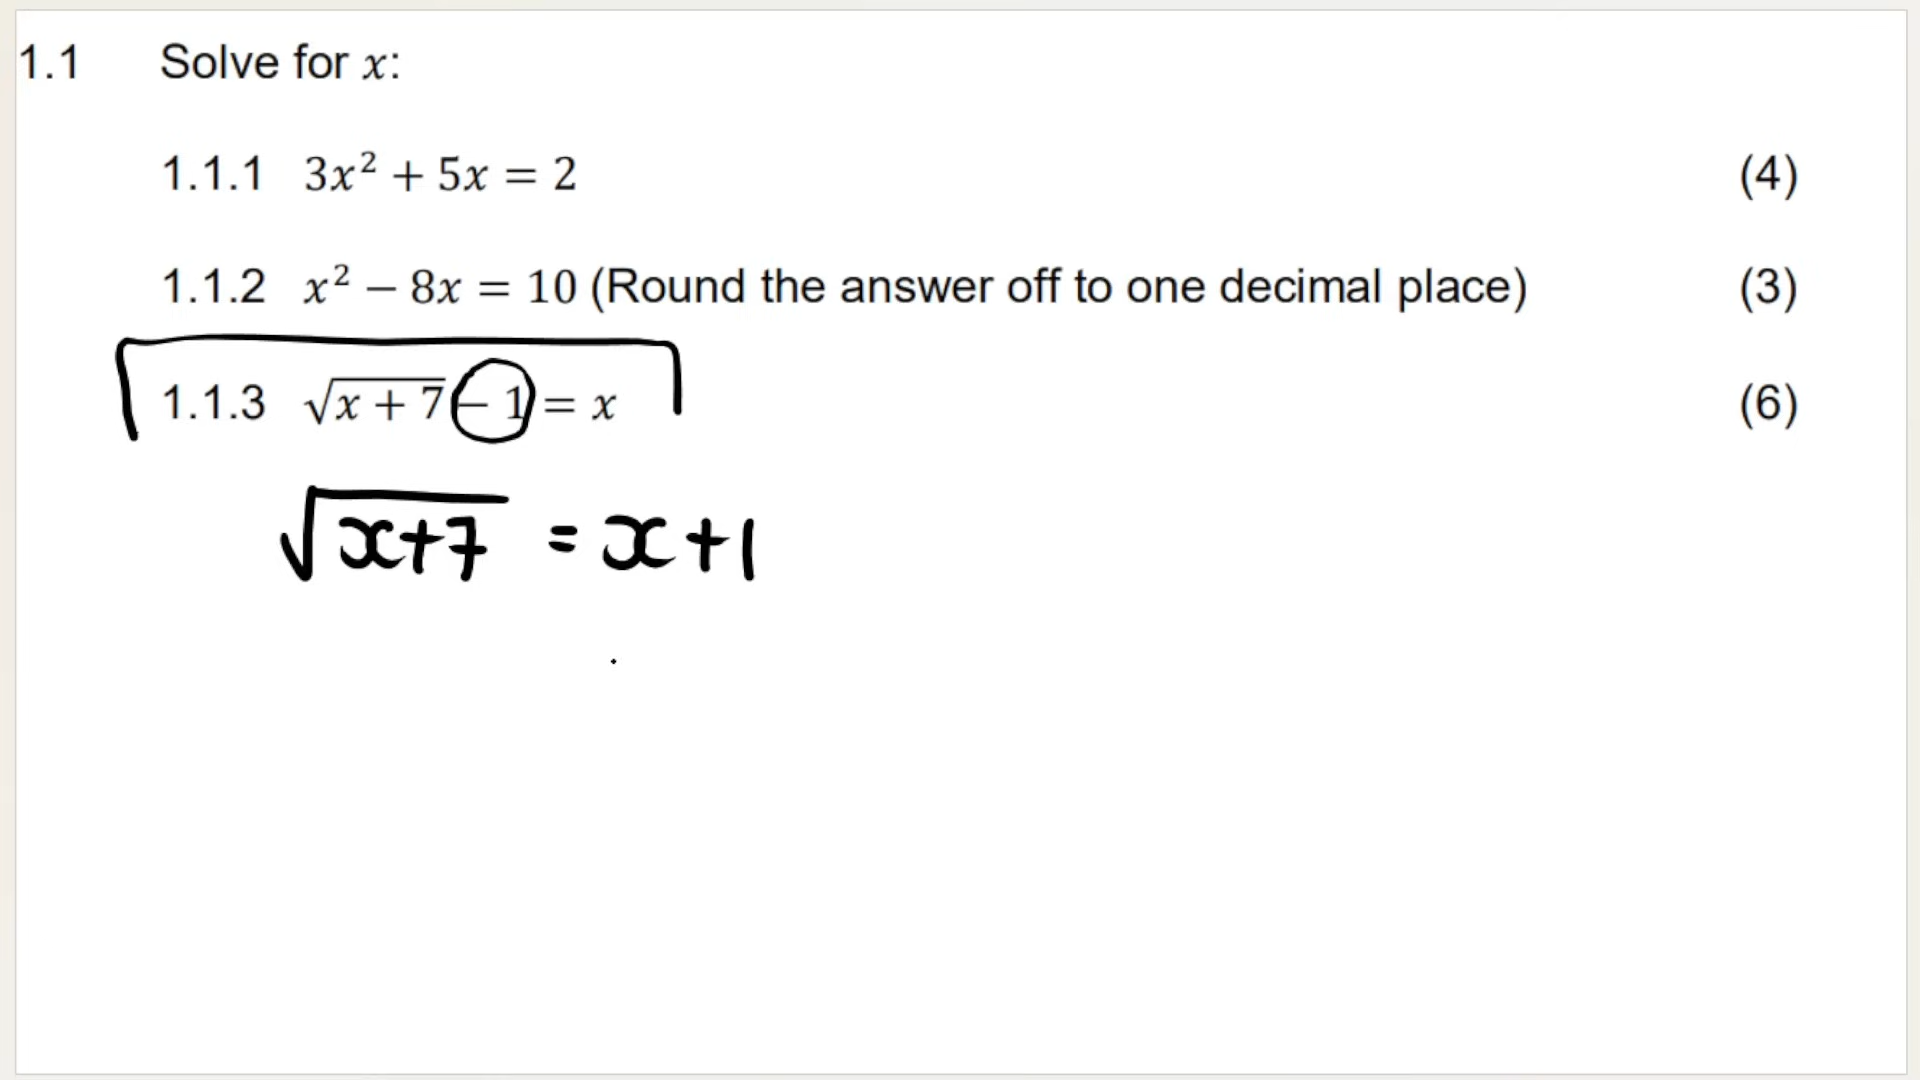 1.1 Solve for x:
1.1.1 3x² + 5x = 2 (4)
1.1.2 x² − 8x = 10 (Round the answer off to one decimal place) (3)
1.1.3 √x + 7 − 1 = x (6)
√x+7 = x+1